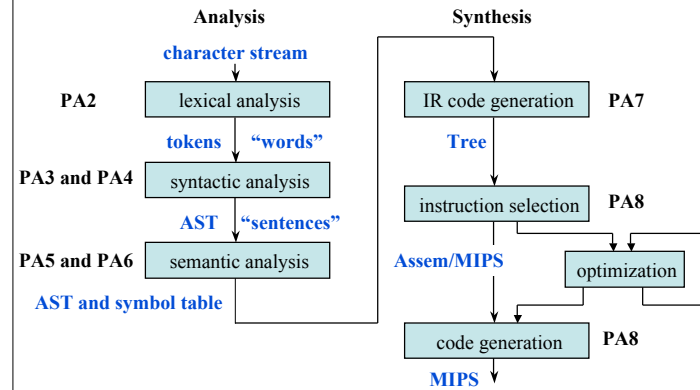 Analysis
character stream
PA2
lexical analysis
tokens
“words”
PA3 and PA4
syntactic analysis
AST
“sentences”
PA5 and PA6
semantic analysis
AST and symbol table
Synthesis
IR code generation
PA7
Tree
instruction selection
PA8
Assem/MIPS
optimization
code generation
PA8
MIPS